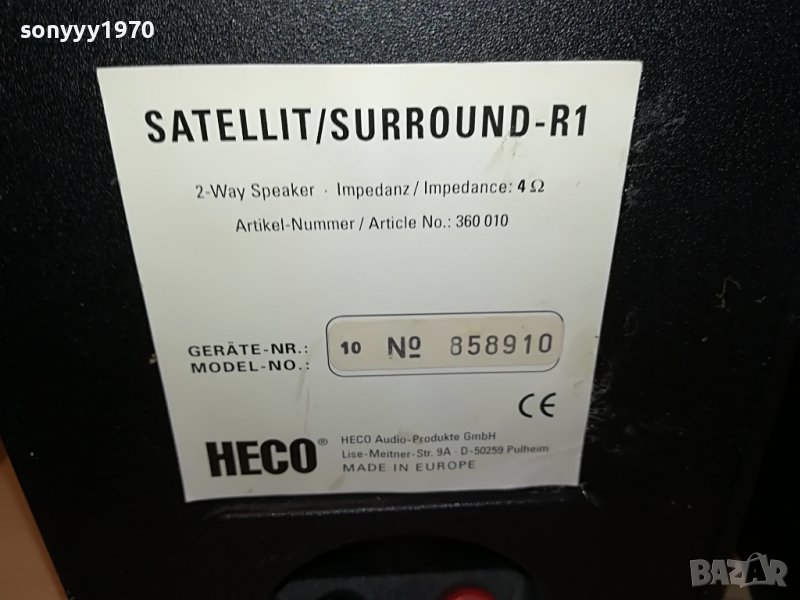 sonyyy1970
SATELLIT/SURROUND-R1
2-Way Speaker · Impedanz / Impedance: 4 Ω
Artikel-Nummer / Article No.: 360 010
GERÄTE-NR.:
MODEL-NO.:
10 Nº 858910
CE
HECO®
HECO Audio-Produkte GmbH
Lise-Meitner-Str. 9A · D-50259 Pulheim
MADE IN EUROPE
BAZAR